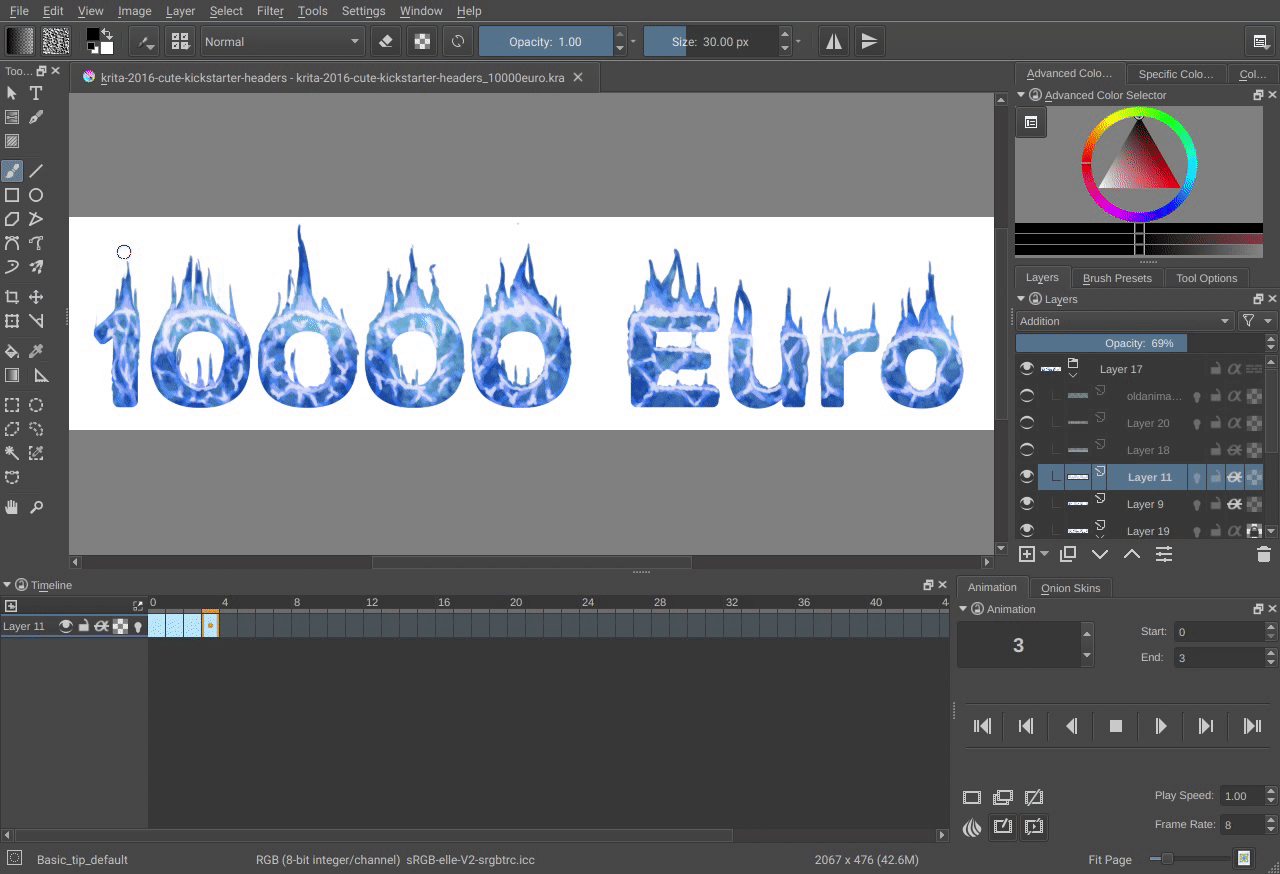 File Edit View Image Layer Select Filter Tools Settings Window Help
Normal Opacity: 1.00 Size: 30.00 px
Too... krita-2016-cute-kickstarter-headers - krita-2016-cute-kickstarter-headers_10000euro.kra
Advanced Colo... Specific Colo... Col...
Advanced Color Selector
10000 Euro
Layers Brush Presets Tool Options
Layers
Addition
Opacity: 69%
Layer 17
oldanima...
Layer 20
Layer 18
Layer 11
Layer 9
Layer 19
Timeline
0 4 8 12 16 20 24 28 32 36 40 4
Layer 11
Animation Onion Skins
Animation
3
Start: 0
End: 3
Play Speed: 1.00
Frame Rate: 8
Basic_tip_default RGB (8-bit integer/channel) sRGB-elle-V2-srgbtrc.icc 2067 x 476 (42.6M) Fit Page